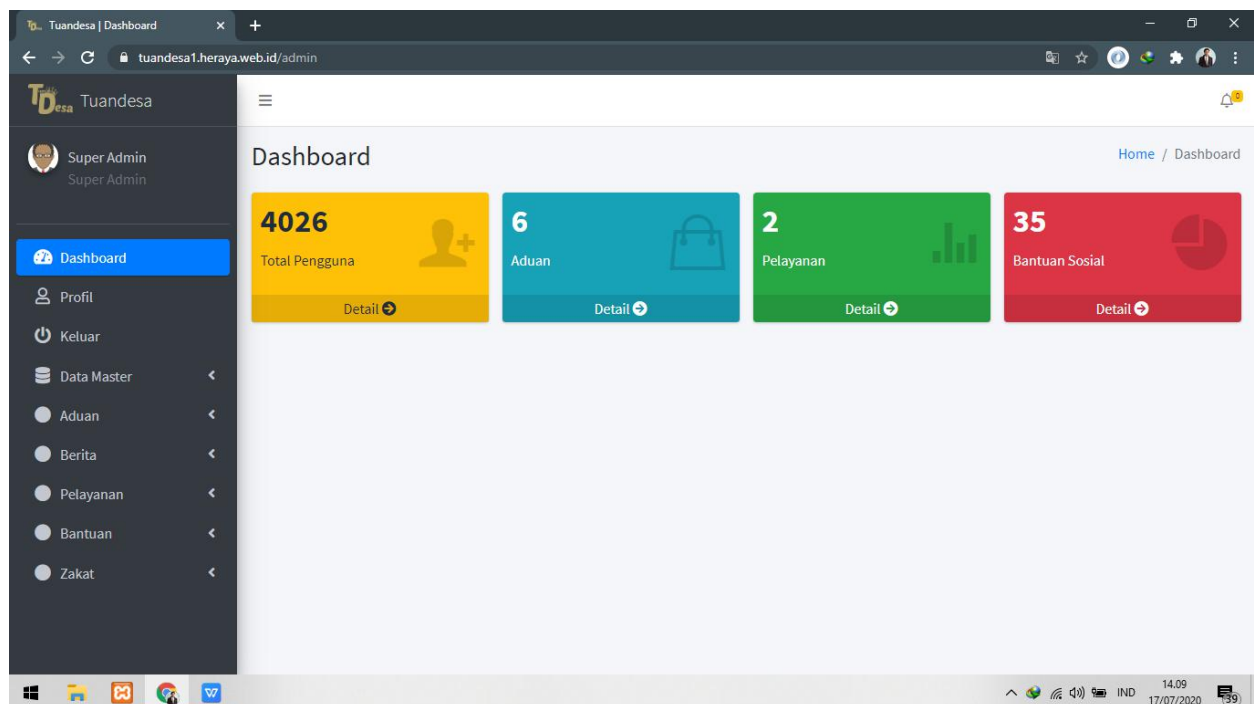 Tuandesa | Dashboard
tuandesa1.heraya.web.id/admin
TDesa Tuandesa
Super Admin
Super Admin
Dashboard
Profil
Keluar
Data Master
Aduan
Berita
Pelayanan
Bantuan
Zakat
Dashboard
Home / Dashboard
4026
Total Pengguna
Detail
6
Aduan
Detail
2
Pelayanan
Detail
35
Bantuan Sosial
Detail
IND
14.09
17/07/2020
39